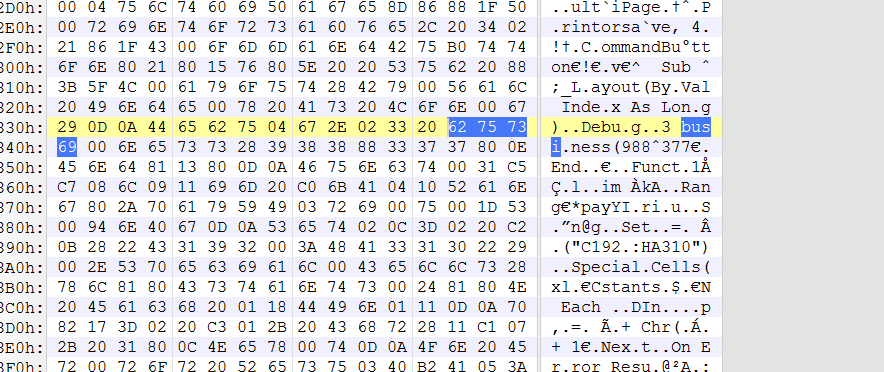 2D0h: 00 04 75 6C 74 60 69 50 61 67 65 8D 86 88 1F 50 ..ult`iPage.†ˆ.P
2E0h: 72 69 6E 74 6F 72 73 61 60 76 65 2C 20 34 02 rintorsa`ve, 4.
2F0h: 21 86 1F 43 00 6F 6D 6D 61 6E 64 42 75 B0 74 74 !†.C.ommandBu°tt
300h: 6F 6E 80 21 80 15 76 80 5E 20 20 53 75 62 20 88 on€!€.v€^  Sub ˆ
310h: 3B 5F 4C 00 61 79 6F 75 74 28 42 79 00 56 61 6C ;_L.ayout(By.Val
320h: 20 49 6E 64 65 00 78 20 41 73 20 4C 6F 6E 00 67 Inde.x As Lon.g
330h: 29 0D 0A 44 65 62 75 04 67 2E 02 33 20 62 75 73 )..Debu.g..3 bus
340h: 69 00 6E 65 73 73 28 39 38 38 88 33 37 37 80 0E i.ness(988ˆ377€.
350h: 45 6E 64 81 13 80 0D 0A 46 75 6E 63 74 00 31 C5 End..€..Funct.1Å
360h: C7 08 6C 09 11 69 6D 20 C0 06 6B 41 04 10 52 61 6E Ç.l..im ÀkA..Ran
370h: 67 80 2A 70 61 79 59 49 03 72 69 00 75 00 1D 53 g€*payYI.ri.u..S
380h: 00 94 6E 40 67 0D 0A 53 65 74 02 0C 3D 02 20 C2 .”n@g..Set..=. Â
390h: 0B 28 22 43 31 39 32 00 3A 48 41 33 31 30 22 29 .("C192.:HA310")
3A0h: 00 2E 53 70 65 63 69 61 6C 00 43 65 6C 6C 73 28 ..Special.Cells(
3B0h: 78 6C 81 80 43 73 74 61 6E 74 73 00 24 81 80 4E xl.€Cstants.$.€N
3C0h: 20 45 61 63 68 20 01 18 44 49 6E 01 11 0D 0A 70 Each ..DIn....p
3D0h: 82 17 3D 02 20 C3 01 2B 20 43 68 72 28 11 C1 07 ‚.=. Ã.+ Chr(.Á.
3E0h: 2B 20 31 80 0C 4E 65 78 00 74 0D 0A 4F 6E 20 45 + 1€.Nex.t..On E
3F0h: 72 00 72 6F 72 20 52 65 73 75 03 40 B2 41 05 3A r.ror Resu.@²A.: